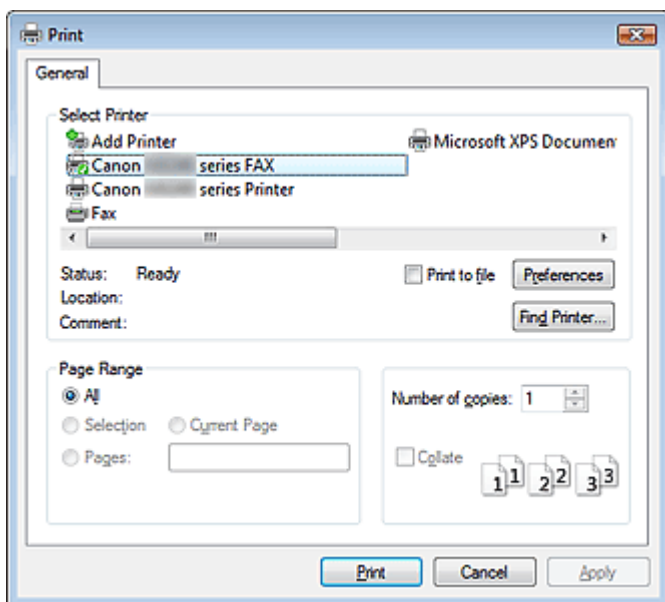 Print
General
Select Printer
Add Printer
Microsoft XPS Documen
Canon series FAX
Canon series Printer
Fax
Status: Ready
Print to file
Preferences
Location:
Comment:
Find Printer...
Page Range
All
Number of copies: 1
Selection
Current Page
Pages:
Collate
1 1 2 2 3 3
Print
Cancel
Apply